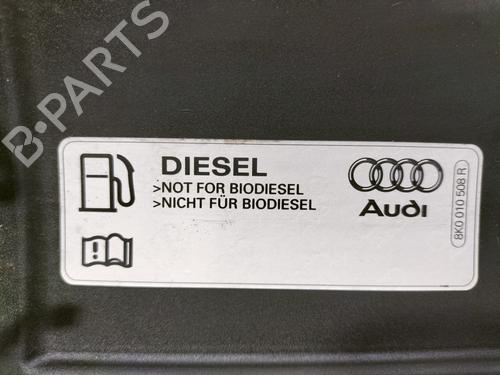 B-PARTS
DIESEL
>NOT FOR BIODIESEL
>NICHT FÜR BIODIESEL
Audi
8K0 010 508 R